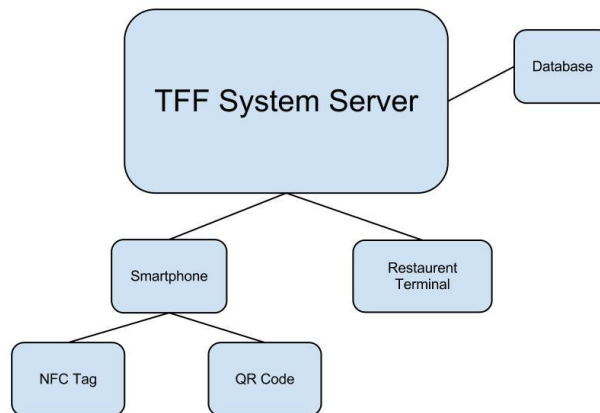 TFF System Server
Database
Smartphone
Restaurent
Terminal
NFC Tag
QR Code